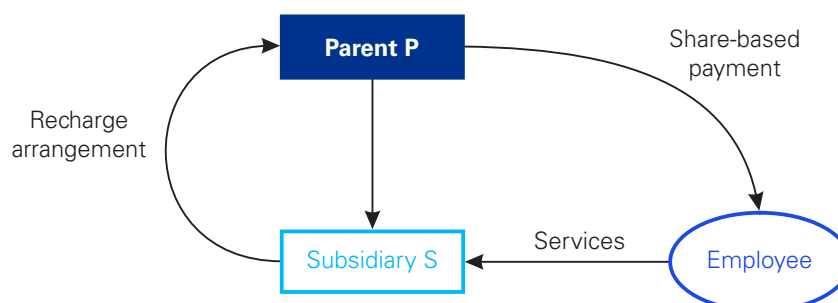 Parent P
Share-based
payment
Recharge
arrangement
Services
Subsidiary S
Employee